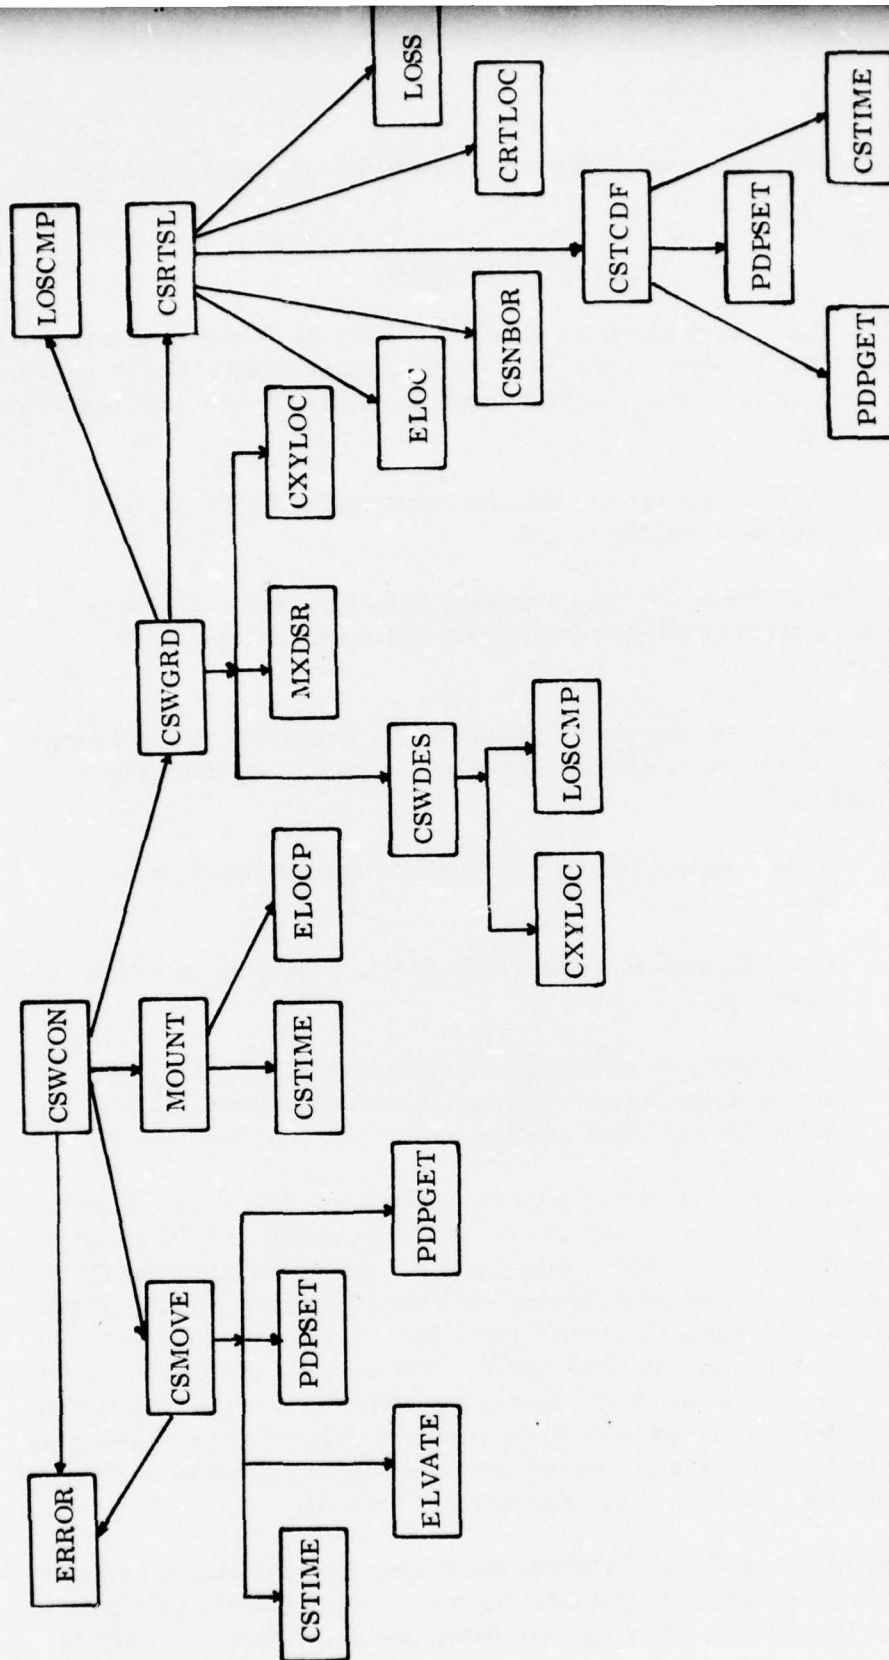 ERROR
CSWCON
LOSCMP
CSMOVE
MOUNT
CSWGRD
CSRTSL
CSTIME
PDPSET
CSTIME
ELOCP
MXDSR
CXYLOC
ELVATE
PDPGET
CSWDES
ELOC
LOSS
CXYLOC
LOSCMP
CSNBOR
CRTLOC
CSTCDF
PDPSET
PDPGET
CSTIME